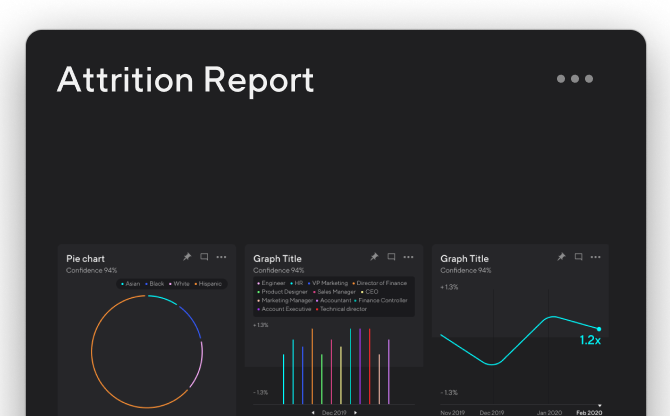 Attrition Report
Pie chart
Confidence 94%
Asian Black White Hispanic
Graph Title
Confidence 94%
Engineer HR VP Marketing Director of Finance
Product Designer Sales Manager CEO
Marketing Manager Accountant Finance Controller
Account Executive Technical director
+1.3%
-1.3%
Dec 2019
Graph Title
Confidence 94%
+1.3%
1.2x
-1.3%
Nov 2019 Dec 2019 Jan 2020 Feb 2020